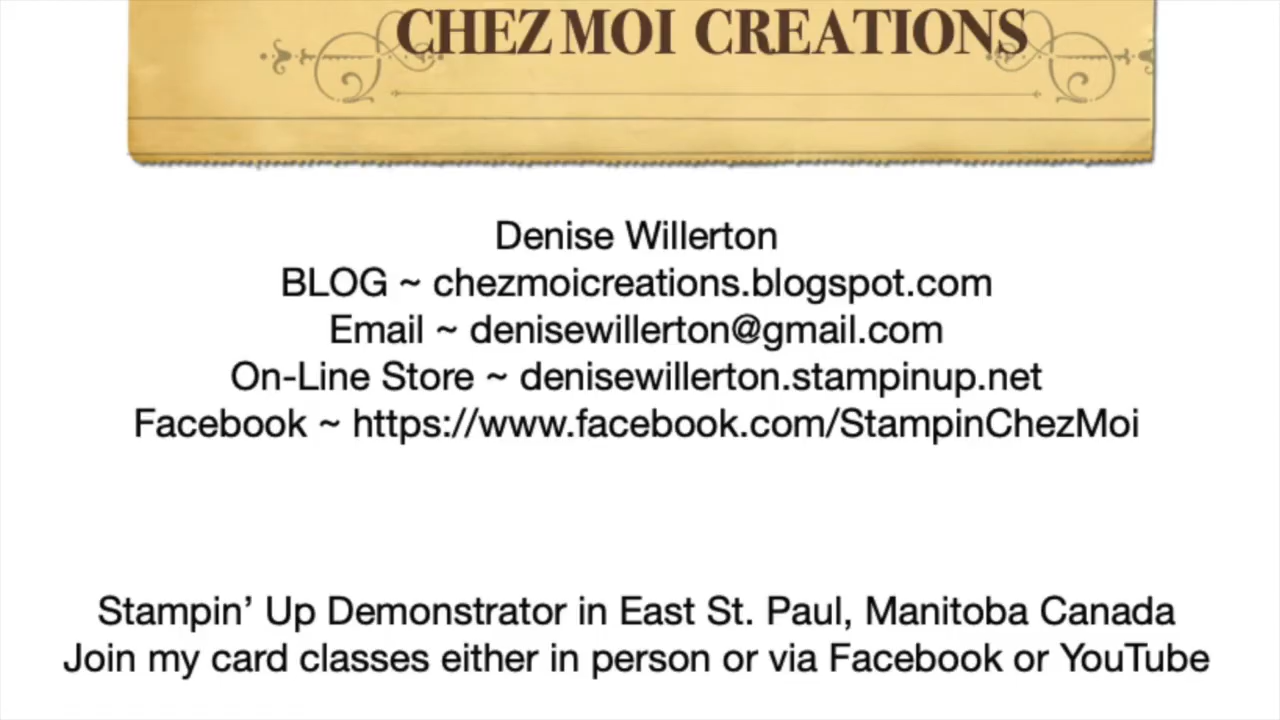 CHEZ MOI CREATIONS
Denise Willerton
BLOG ~ chezmoicreations.blogspot.com
Email ~ denisewillerton@gmail.com
On-Line Store ~ denisewillerton.stampinup.net
Facebook ~ https://www.facebook.com/StampinChezMoi
Stampin’ Up Demonstrator in East St. Paul, Manitoba Canada
Join my card classes either in person or via Facebook or YouTube